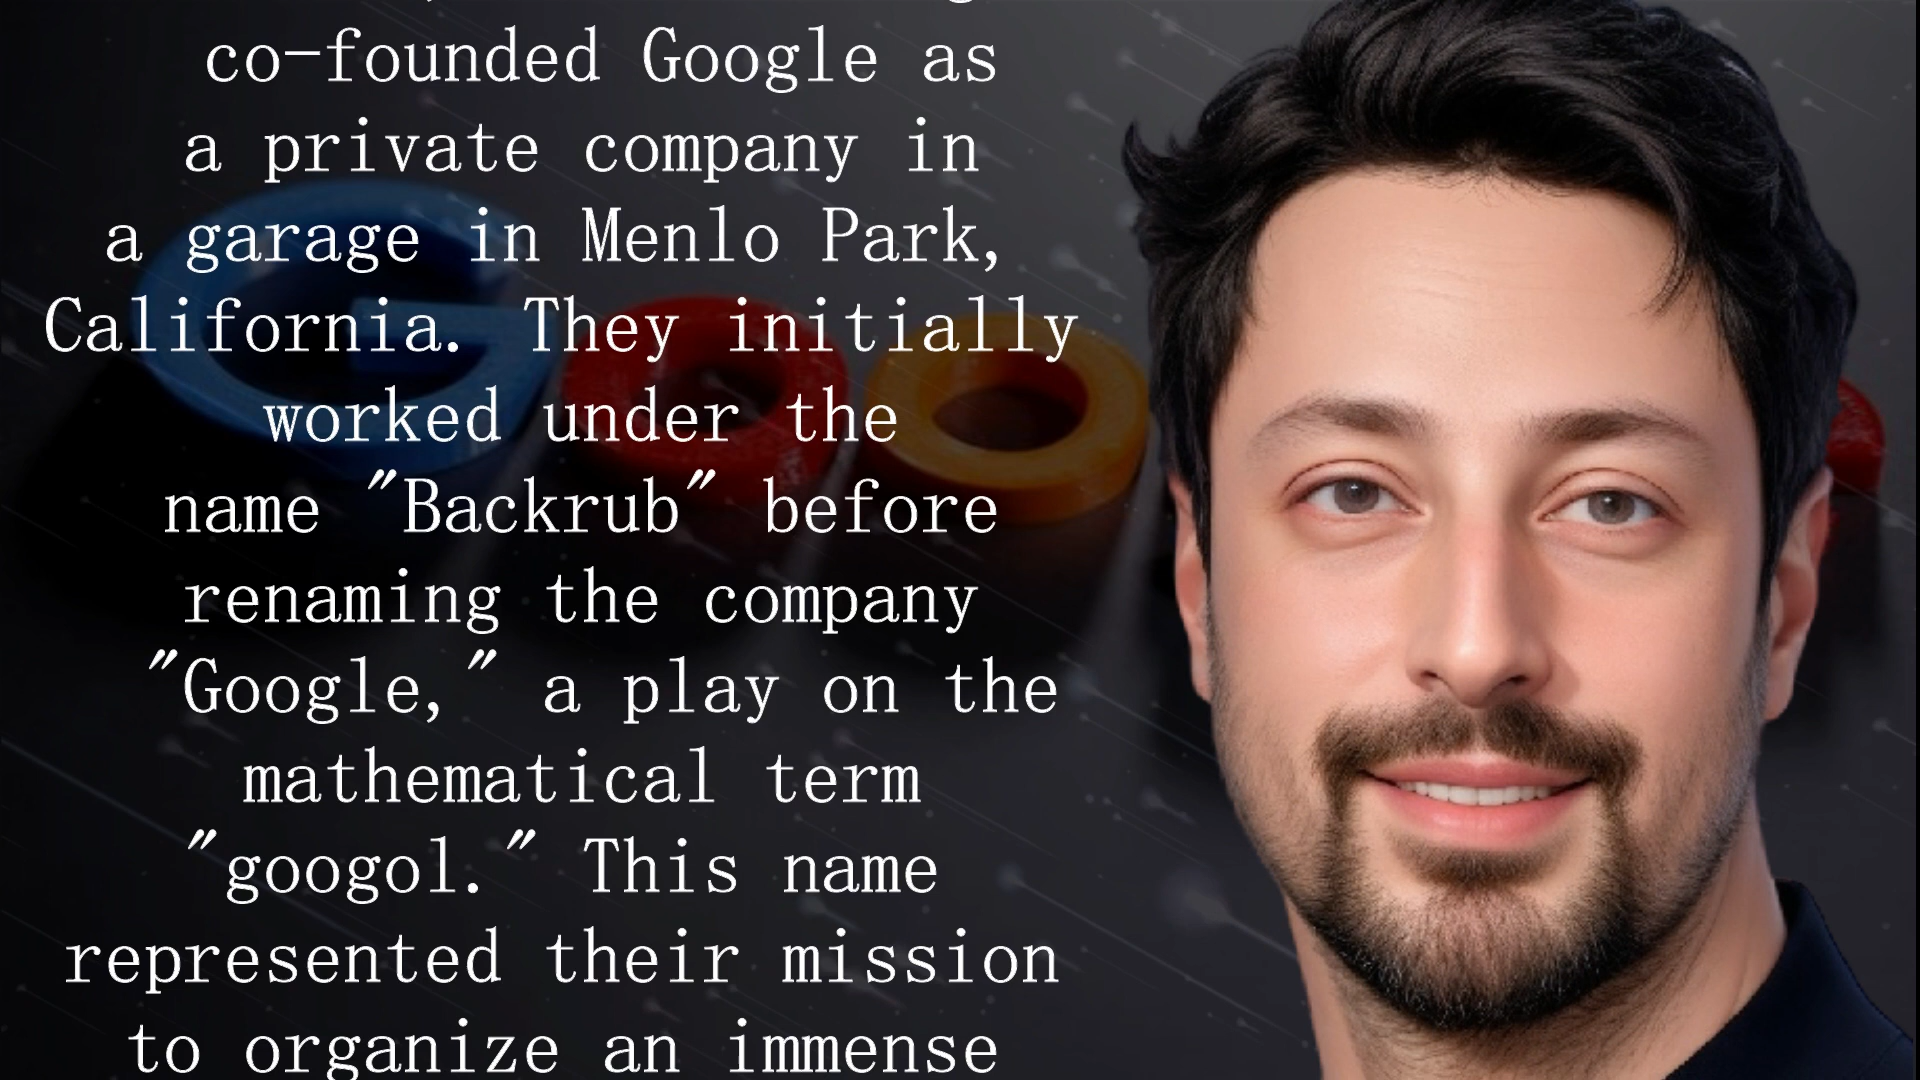 co-founded Google as
a private company in
a garage in Menlo Park,
California. They initially
worked under the
name "Backrub" before
renaming the company
"Google," a play on the
mathematical term
"googol." This name
represented their mission
to organize an immense